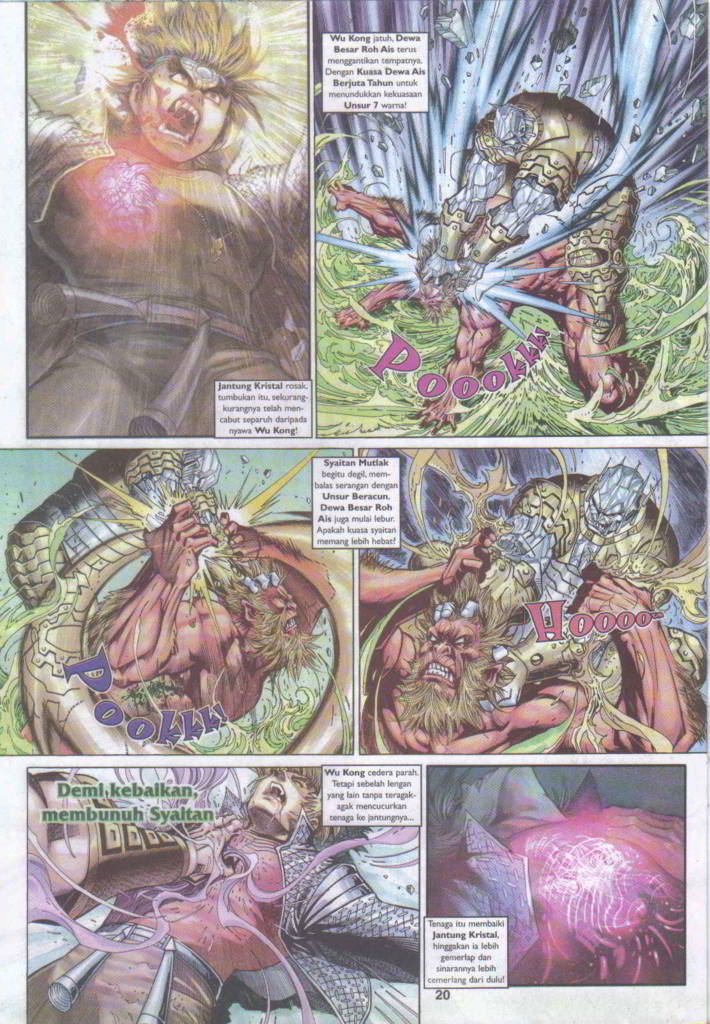 Jantung Kristal rosak,
tumbukan itu, sekurang-
kurangnya telah men-
cabut separuh daripada
nyawa Wu Kong!
Wu Kong jatuh, Dewa
Besar Roh Ais terus
menggantikan tempatnya.
Dengan Kuasa Dewa Ais
Berjuta Tahun untuk
menundukkan kekuasaan
Unsur 7 warna!
POOOKKK!
POOKKK!
Syaitan Mutlak
begitu degil, mem-
balas serangan dengan
Unsur Beracun,
Dewa Besar Roh
Ais juga mulai lebur.
Apakah kuasa syaitan
memang lebih hebat?
HOOOO~
Demi kebaikan,
membunuh Syaitan
Wu Kong cedera parah.
Tetapi sebelah lengan
yang lain tanpa teragak-
agak mencucurkan
tenaga ke jantungnya...
Tenaga itu membaiki
Jantung Kristal,
hinggakan ia lebih
gemerlap dan
sinarannya lebih
cemerlang dari dulu!
20